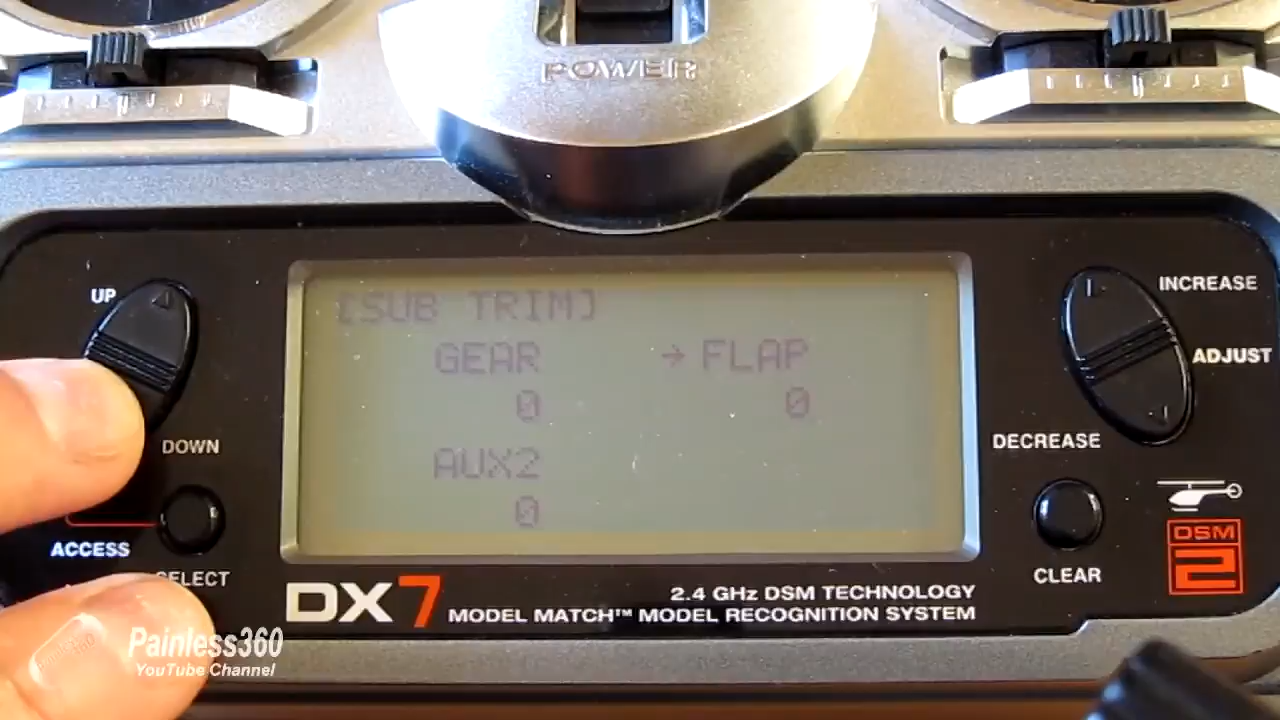 POWER
UP
INCREASE
ADJUST
DOWN
DECREASE
[SUB TRIM]
GEAR → FLAP
0 0
AUX2
0
ACCESS
SELECT
CLEAR
DSM
2
DX7
2.4 GHz DSM TECHNOLOGY
MODEL MATCH™ MODEL RECOGNITION SYSTEM
Painless360
YouTube Channel